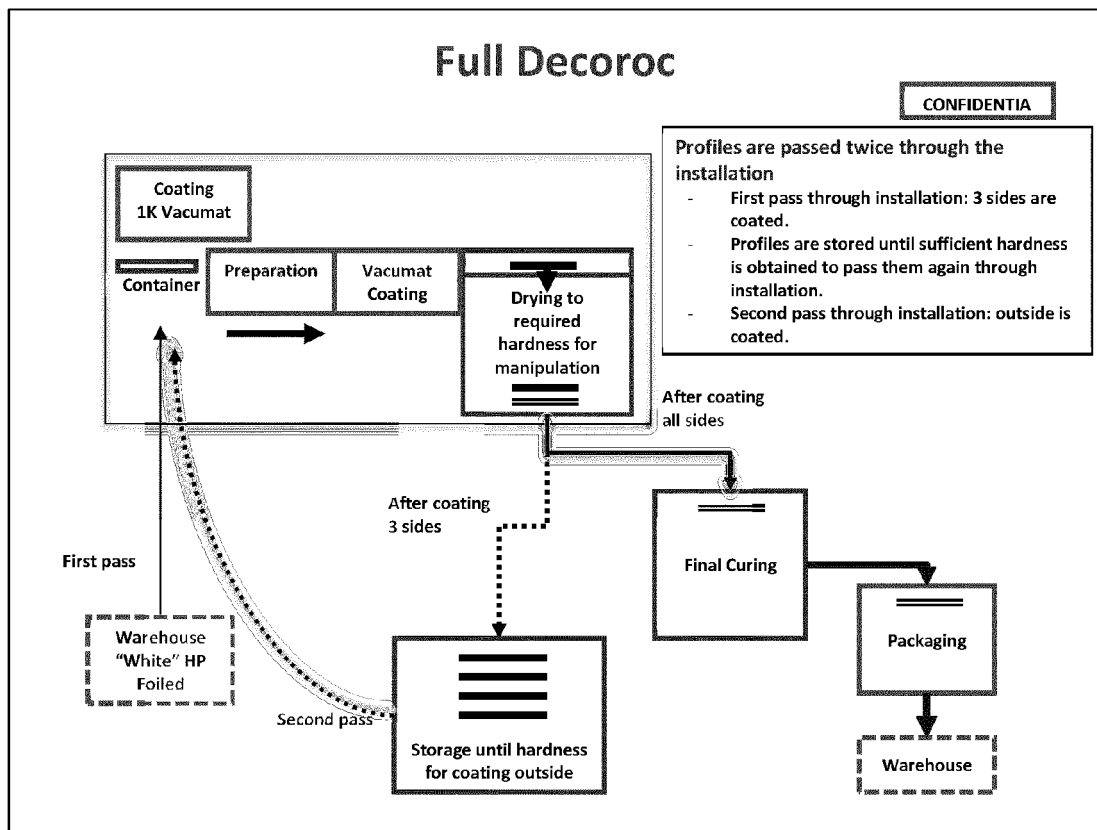 Full Decoroc
CONFIDENTIA
Profiles are passed twice through the
installation
- First pass through installation: 3 sides are
coated.
- Profiles are stored until sufficient hardness
is obtained to pass them again through
installation.
- Second pass through installation: outside is
coated.
Coating
1K Vacumat
Container
Preparation
Vacumat
Coating
Drying to
required
hardness for
manipulation
After coating
all sides
After coating
3 sides
First pass
Final Curing
Warehouse
"White" HP
Foiled
Packaging
Second pass
Storage until hardness
for coating outside
Warehouse